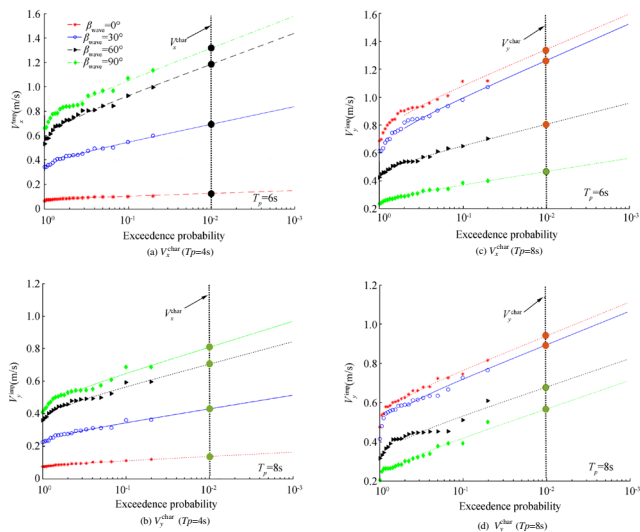 1.6
1.4
1.2
1.0
0.8
0.6
0.4
0.2
0
V_x^imp(m/s)
β_wave=0°
β_wave=30°
β_wave=60°
β_wave=90°
V_x^char
T_p=6s
10^0 10^-1 10^-2 10^-3
Exceedence probability
(a) V_x^char (Tp=4s)
1.6
1.4
1.2
1.0
0.8
0.6
0.4
0.2
V_y^imp(m/s)
V_y^char
T_p=6s
10^0 10^-1 10^-2 10^-3
Exceedence probability
(c) V_x^char (Tp=8s)
1.2
1.0
0.8
0.6
0.4
0.2
0
V_y(m/s)
V_x^char
T_p=8s
10^0 10^-1 10^-2 10^-3
Exceedence probability
(b) V_y^char (Tp=4s)
1.2
1.0
0.8
0.6
0.4
0.2
V_y^imp(m/s)
V_y^char
T_p=8s
10^0 10^-1 10^-2 10^-3
Exceedence probability
(d) V_y^char (Tp=8s)